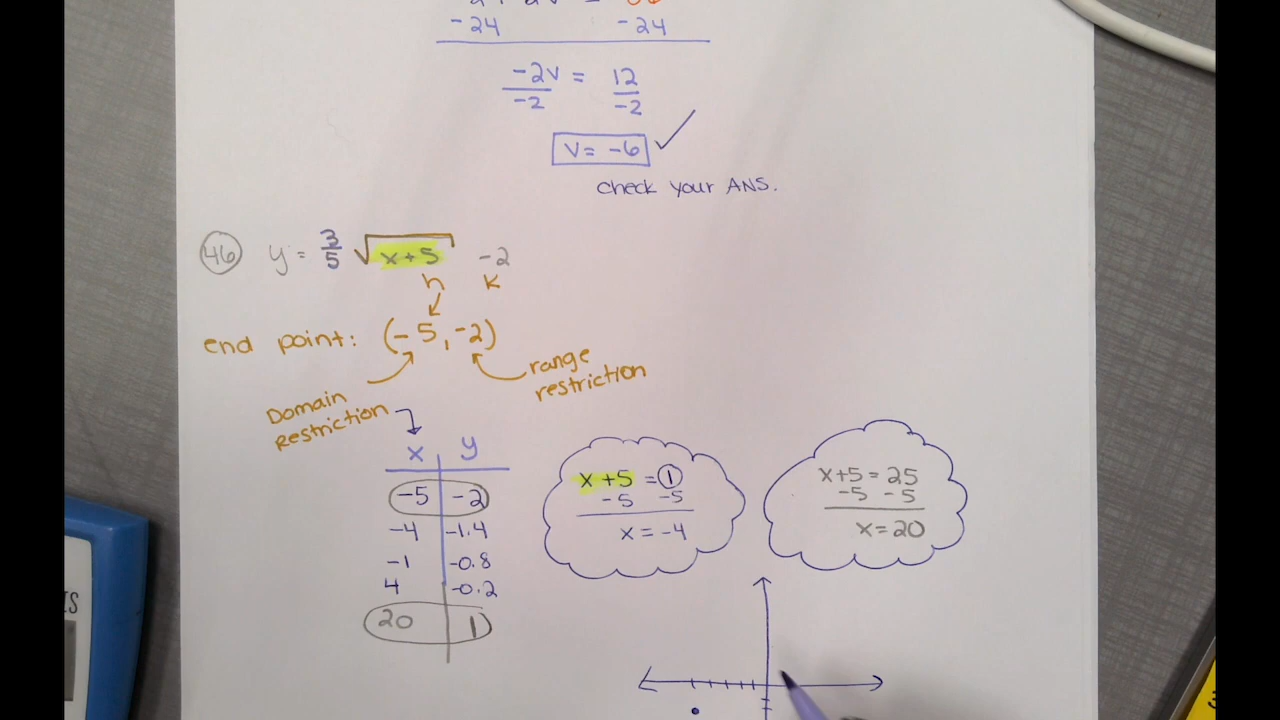 -24 -24
-2v = 12
-2 -2
v = -6 ✓
check your ANS.
46 y = 3/5 √x+5 -2
h k
end point: (-5, -2)
range
restriction
Domain
restriction
x y
-5 -2
-4 -1.4
-1 -0.8
4 -0.2
20 1
x+5 = 1
-5 -5
x = -4
x+5 = 25
-5 -5
x = 20
IS